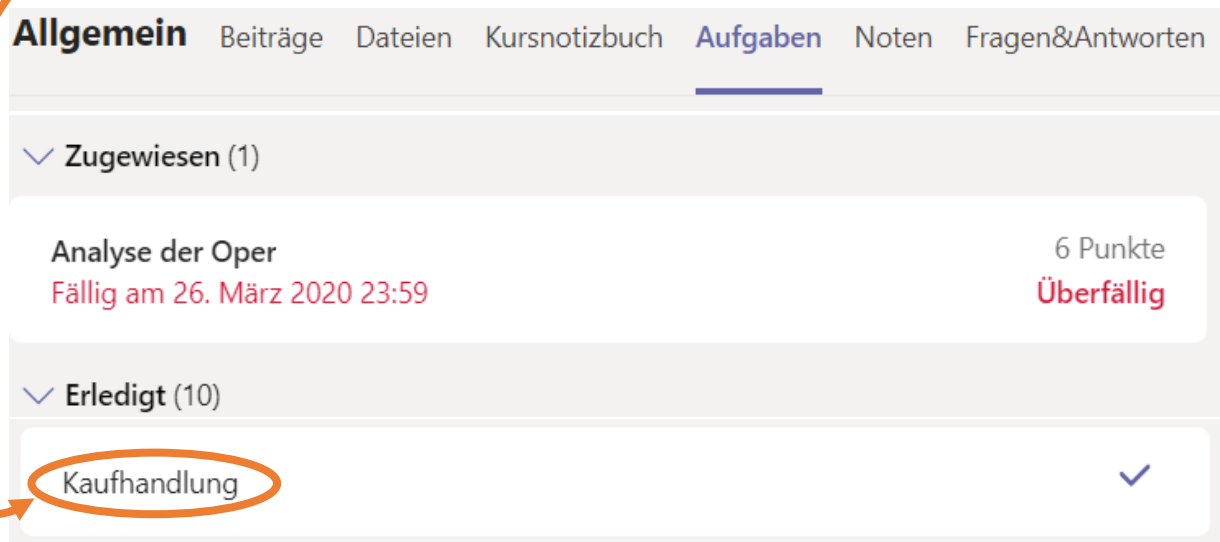 Allgemein Beiträge Dateien Kursnotizbuch Aufgaben Noten Fragen&Antworten
Zugewiesen (1)
Analyse der Oper 6 Punkte
Fällig am 26. März 2020 23:59 Überfällig
Erledigt (10)
Kaufhandlung